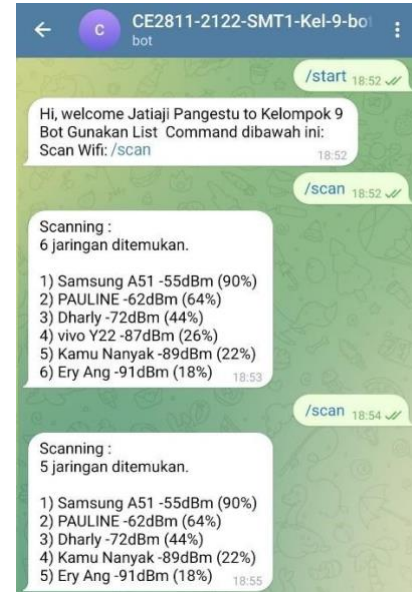 C
CE2811-2122-SMT1-Kel-9-bot
bot
/start 18:52
Hi, welcome Jatiaji Pangestu to Kelompok 9
Bot Gunakan List Command dibawah ini:
Scan Wifi: /scan
18:52
/scan 18:52
Scanning :
6 jaringan ditemukan.
1) Samsung A51 -55dBm (90%)
2) PAULINE -62dBm (64%)
3) Dharly -72dBm (44%)
4) vivo Y22 -87dBm (26%)
5) Kamu Nanyak -89dBm (22%)
6) Ery Ang -91dBm (18%)
18:53
/scan 18:54
Scanning :
5 jaringan ditemukan.
1) Samsung A51 -55dBm (90%)
2) PAULINE -62dBm (64%)
3) Dharly -72dBm (44%)
4) Kamu Nanyak -89dBm (22%)
5) Ery Ang -91dBm (18%)
18:55